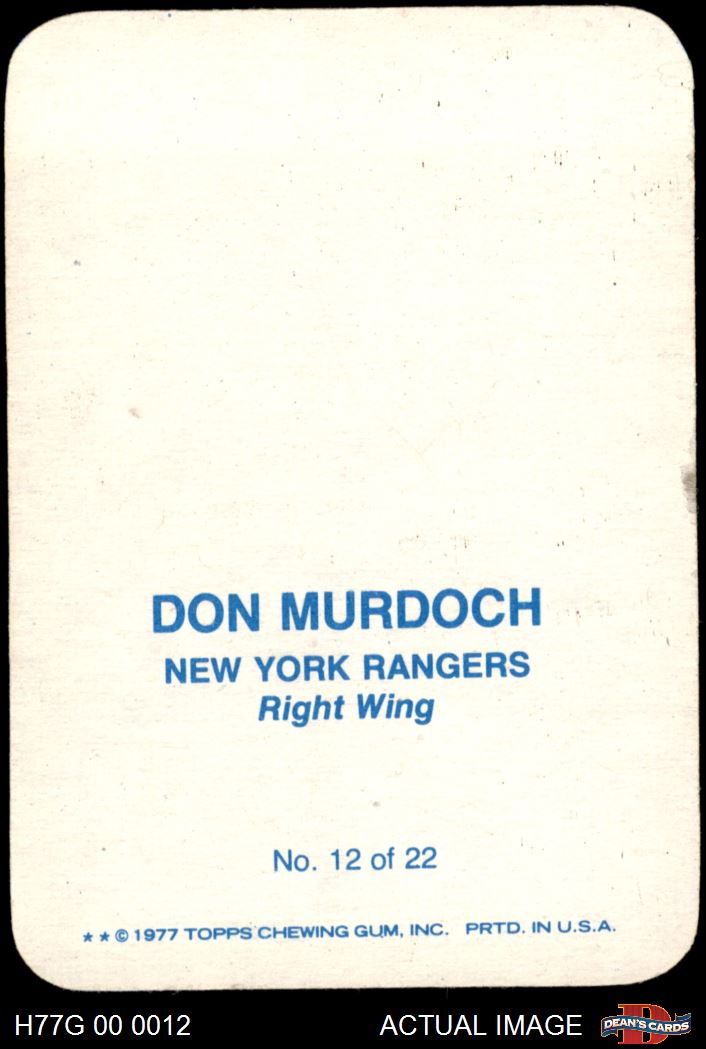 DON MURDOCH
NEW YORK RANGERS
Right Wing
No. 12 of 22
★ ★ © 1977 TOPPS CHEWING GUM, INC. PRTD. IN U.S.A.
H77G 00 0012 ACTUAL IMAGE D DEAN'S CARDS